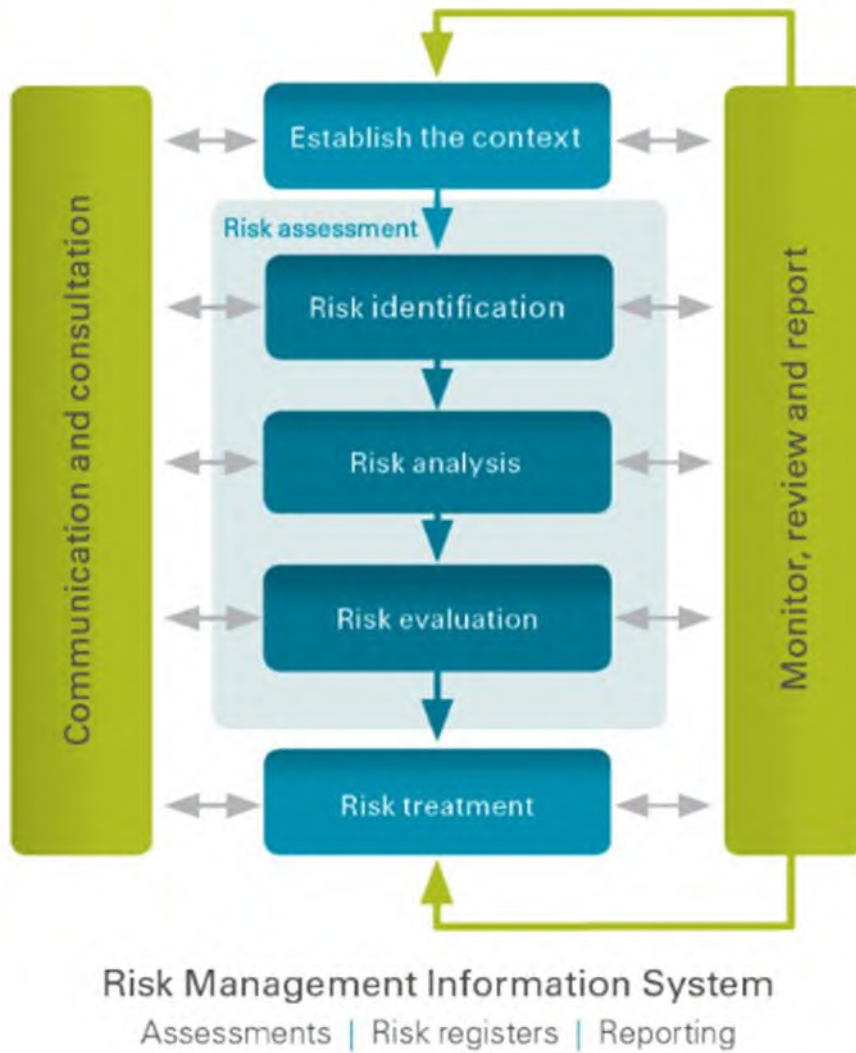 Establish the context
Risk assessment
Risk identification
Risk analysis
Risk evaluation
Risk treatment
Communication and consultation
Monitor, review and report
Risk Management Information System
Assessments | Risk registers | Reporting